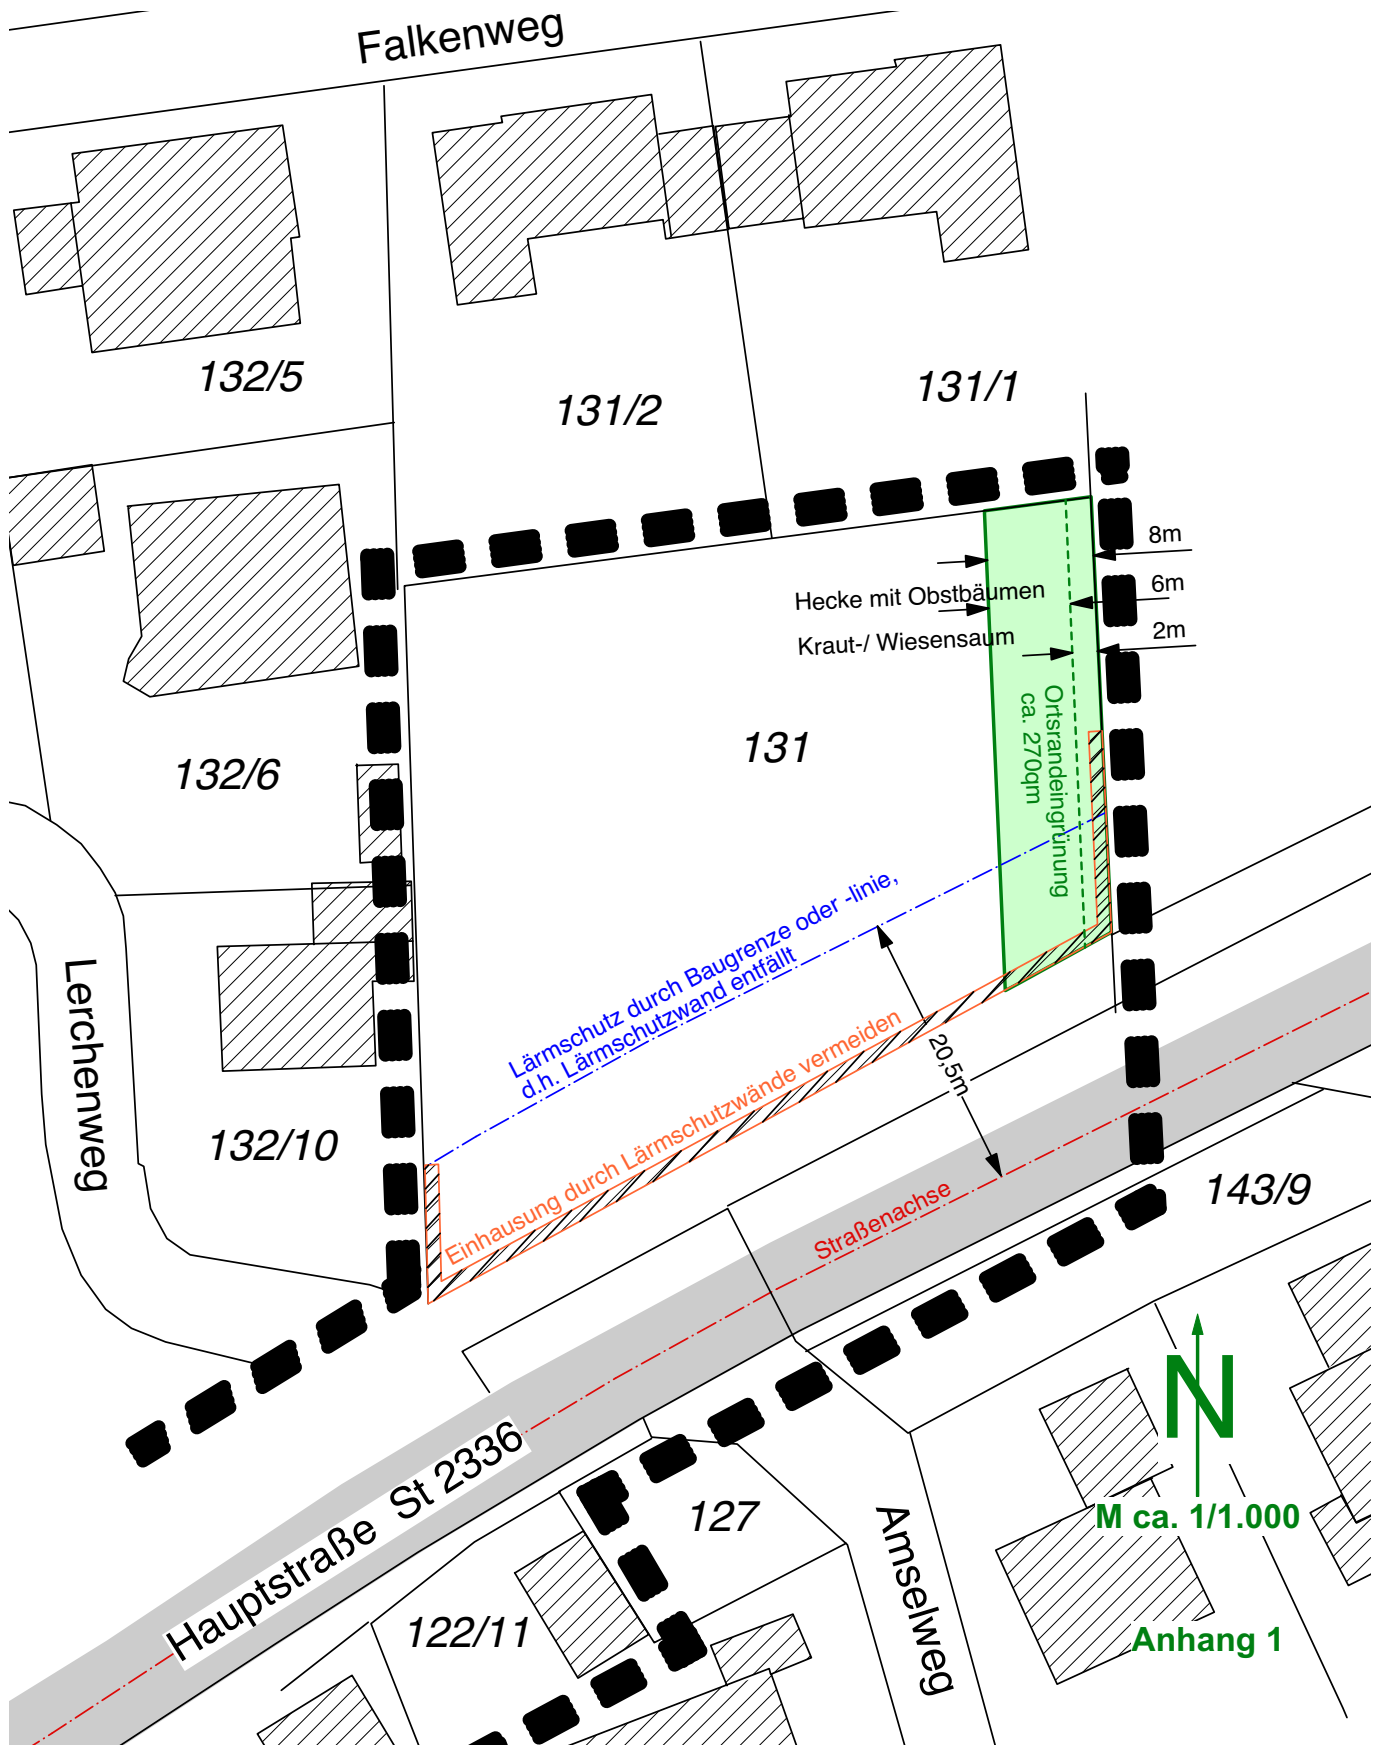 Falkenweg
132/5
131/2
131/1
8m
Hecke mit Obstbäumen
6m
Kraut-/ Wiesensaum
2m
Ortsrandeingrünung
ca. 270qm
131
132/6
Lärmschutz durch Baugrenze oder -linie,
d.h. Lärmschutzwand entfällt
Einhausung durch Lärmschutzwände vermeiden
20,5m
Lerchenweg
132/10
143/9
Straßenachse
N
Hauptstraße St 2336
127
Amselweg
M ca. 1/1.000
122/11
Anhang 1